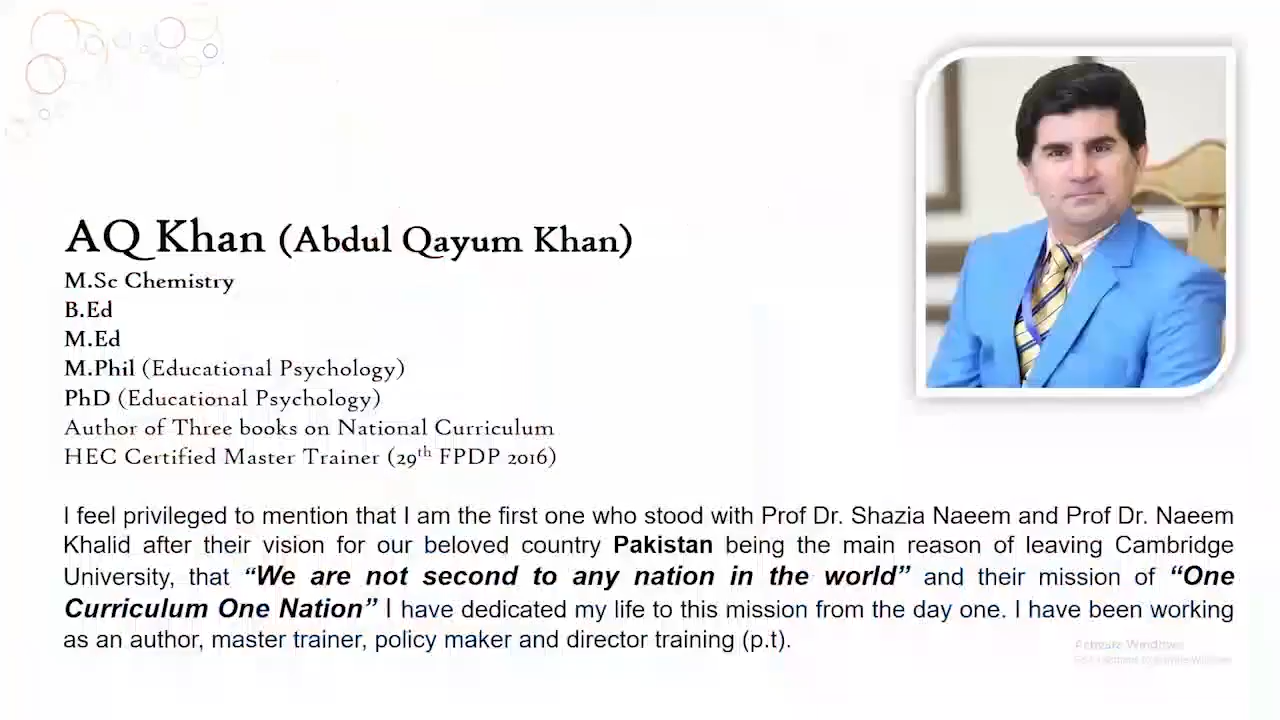 AQ Khan (Abdul Qayum Khan)
M.Sc Chemistry
B.Ed
M.Ed
M.Phil (Educational Psychology)
PhD (Educational Psychology)
Author of Three books on National Curriculum
HEC Certified Master Trainer (29th FPDP 2016)
I feel privileged to mention that I am the first one who stood with Prof Dr. Shazia Naeem and Prof Dr. Naeem
Khalid after their vision for our beloved country Pakistan being the main reason of leaving Cambridge
University, that “We are not second to any nation in the world” and their mission of “One
Curriculum One Nation” I have dedicated my life to this mission from the day one. I have been working
as an author, master trainer, policy maker and director training (p.t).
Activate Windows